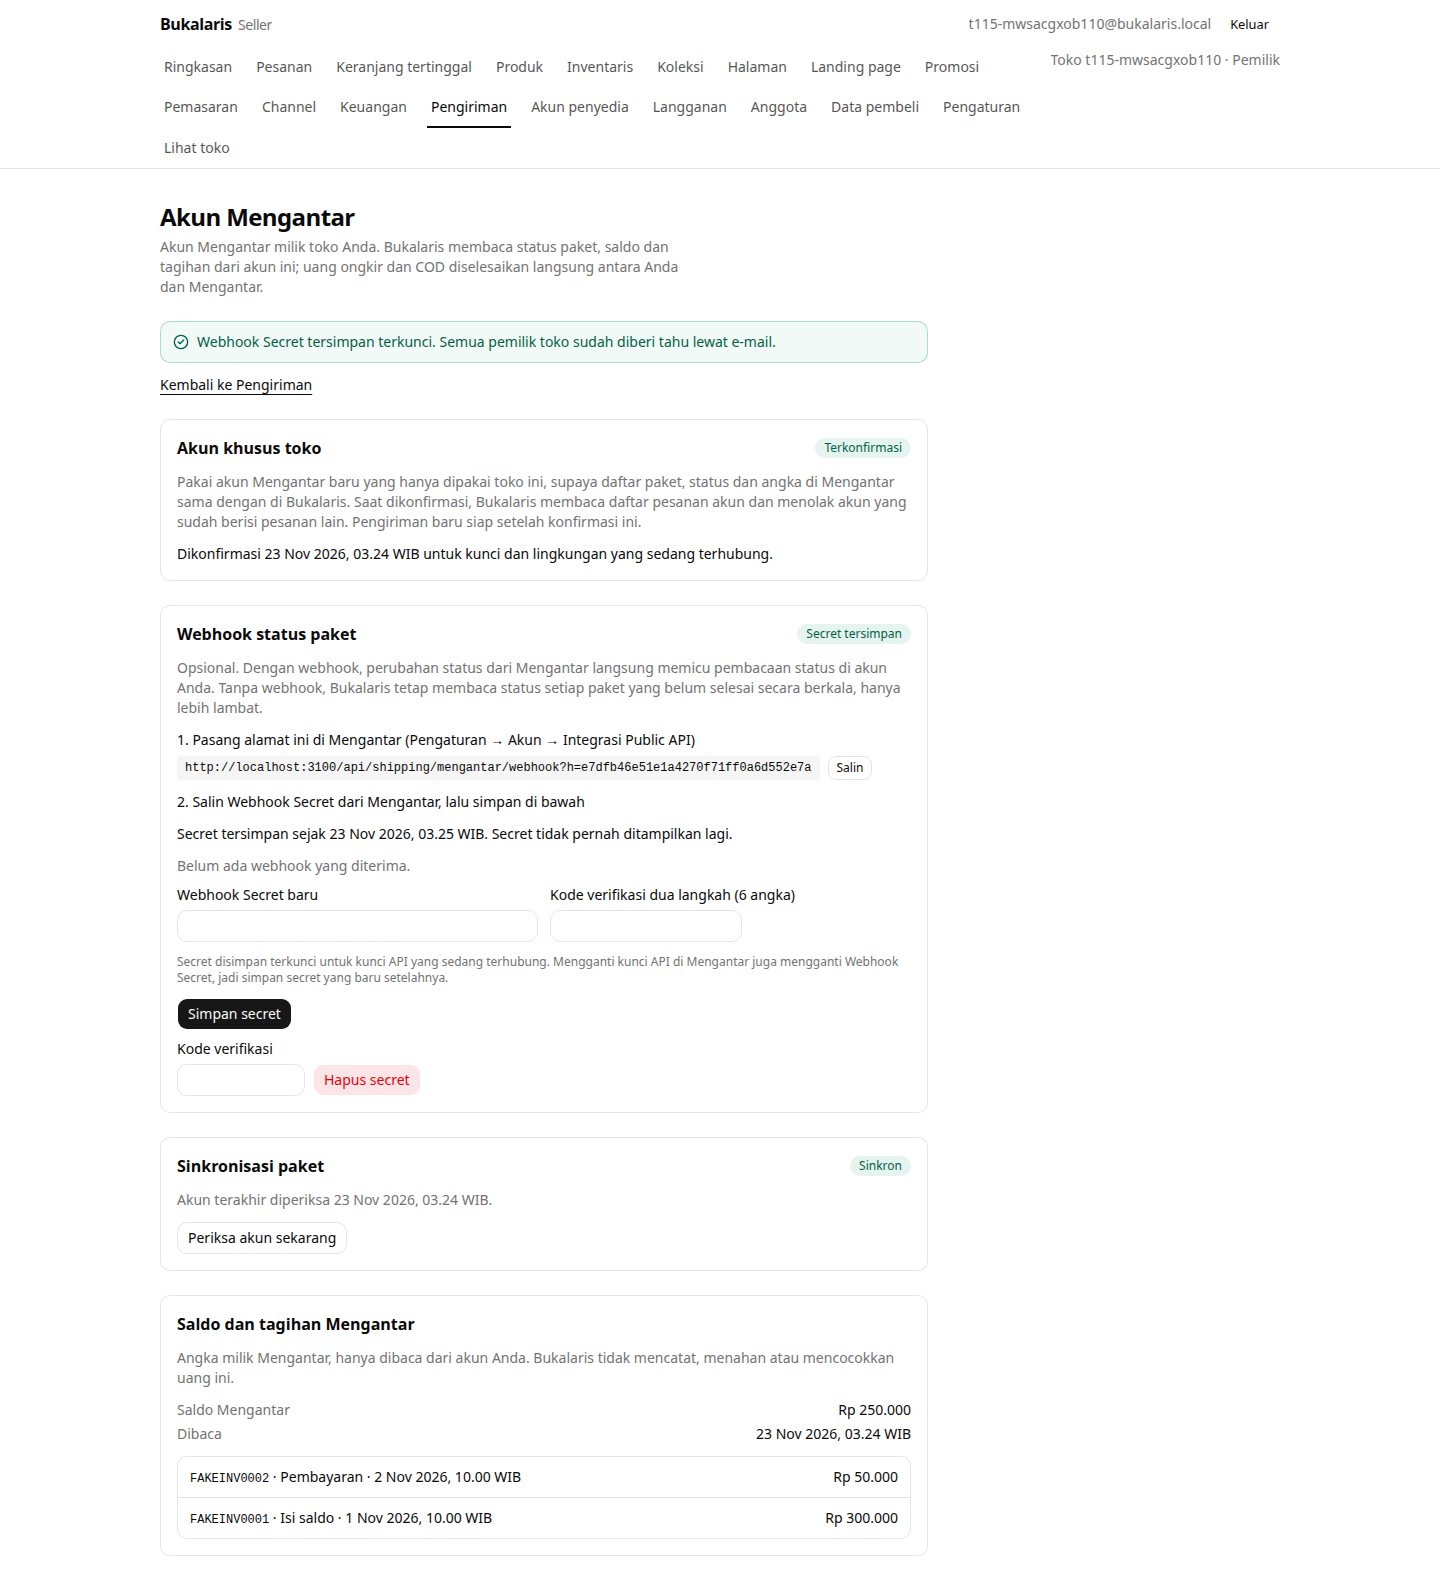 Bukalaris Seller
t115-mwsacgxob110@bukalaris.local Keluar
Ringkasan Pesanan Keranjang tertinggal Produk Inventaris Koleksi Halaman Landing page Promosi
Toko t115-mwsacgxob110 · Pemilik
Pemasaran Channel Keuangan Pengiriman Akun penyedia Langganan Anggota Data pembeli Pengaturan
Lihat toko
Akun Mengantar
Akun Mengantar milik toko Anda. Bukalaris membaca status paket, saldo dan
tagihan dari akun ini; uang ongkir dan COD diselesaikan langsung antara Anda
dan Mengantar.
Webhook Secret tersimpan terkunci. Semua pemilik toko sudah diberi tahu lewat e-mail.
Kembali ke Pengiriman
Akun khusus toko
Terkonfirmasi
Pakai akun Mengantar baru yang hanya dipakai toko ini, supaya daftar paket, status dan angka di Mengantar
sama dengan di Bukalaris. Saat dikonfirmasi, Bukalaris membaca daftar pesanan akun dan menolak akun yang
sudah berisi pesanan lain. Pengiriman baru siap setelah konfirmasi ini.
Dikonfirmasi 23 Nov 2026, 03.24 WIB untuk kunci dan lingkungan yang sedang terhubung.
Webhook status paket
Secret tersimpan
Opsional. Dengan webhook, perubahan status dari Mengantar langsung memicu pembacaan status di akun
Anda. Tanpa webhook, Bukalaris tetap membaca status setiap paket yang belum selesai secara berkala, hanya
lebih lambat.
1. Pasang alamat ini di Mengantar (Pengaturan → Akun → Integrasi Public API)
http://localhost:3100/api/shipping/mengantar/webhook?h=e7dfb46e51e1a4270f71ff0a6d552e7a Salin
2. Salin Webhook Secret dari Mengantar, lalu simpan di bawah
Secret tersimpan sejak 23 Nov 2026, 03.25 WIB. Secret tidak pernah ditampilkan lagi.
Belum ada webhook yang diterima.
Webhook Secret baru
Kode verifikasi dua langkah (6 angka)
Secret disimpan terkunci untuk kunci API yang sedang terhubung. Mengganti kunci API di Mengantar juga mengganti Webhook
Secret, jadi simpan secret yang baru setelahnya.
Simpan secret
Kode verifikasi
Hapus secret
Sinkronisasi paket
Sinkron
Akun terakhir diperiksa 23 Nov 2026, 03.24 WIB.
Periksa akun sekarang
Saldo dan tagihan Mengantar
Angka milik Mengantar, hanya dibaca dari akun Anda. Bukalaris tidak mencatat, menahan atau mencocokkan
uang ini.
Saldo Mengantar Rp 250.000
Dibaca 23 Nov 2026, 03.24 WIB
FAKEINV0002 · Pembayaran · 2 Nov 2026, 10.00 WIB Rp 50.000
FAKEINV0001 · Isi saldo · 1 Nov 2026, 10.00 WIB Rp 300.000